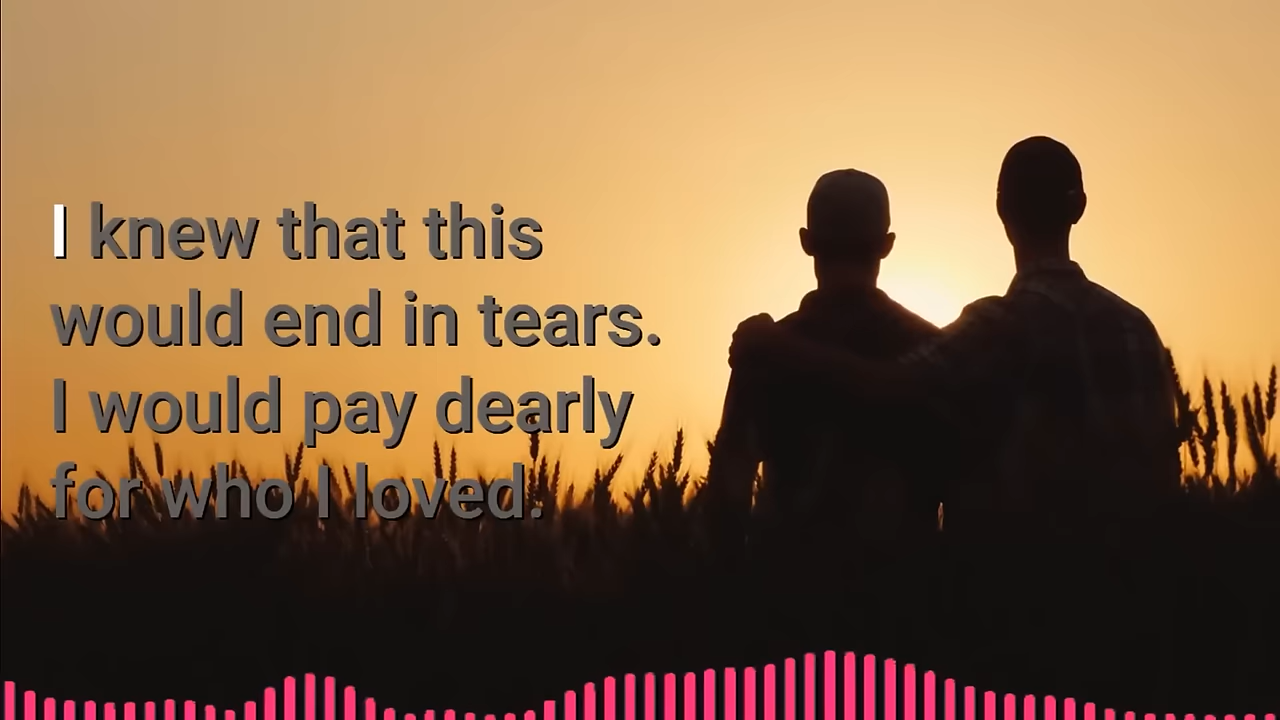 I knew that this
would end in tears.
I would pay dearly
for who I loved.